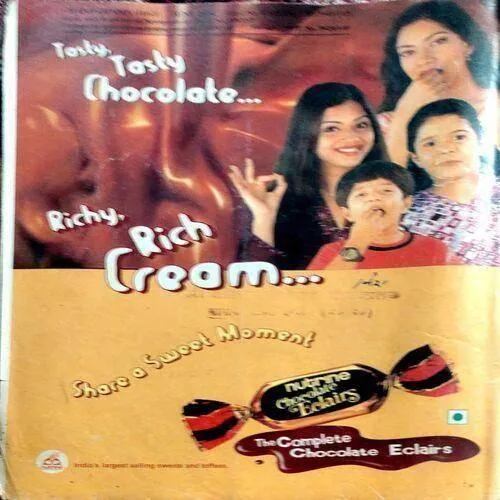 Tasty,
Tasty
Chocolate...
Richy,
Rich
Cream...
Share a Sweet Moment
nutrine
Chocolate
Eclairs
The Complete
Chocolate Eclairs
India's largest selling sweets and toffees.